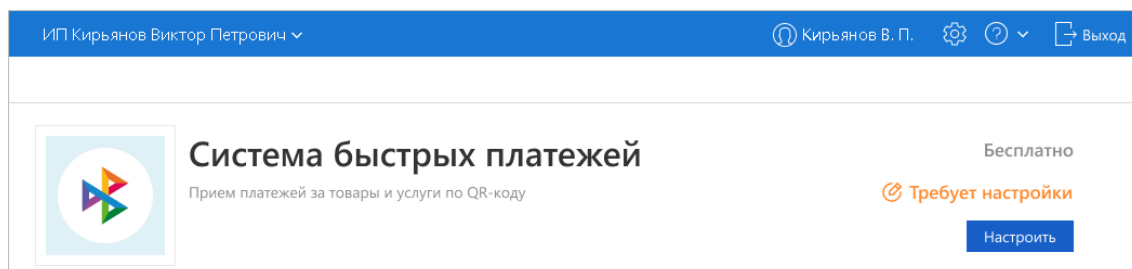 ИП Кирьянов Виктор Петрович Кирьянов В. П. Выход
Система быстрых платежей
Бесплатно
Прием платежей за товары и услуги по QR-коду
Требует настройки
Настроить